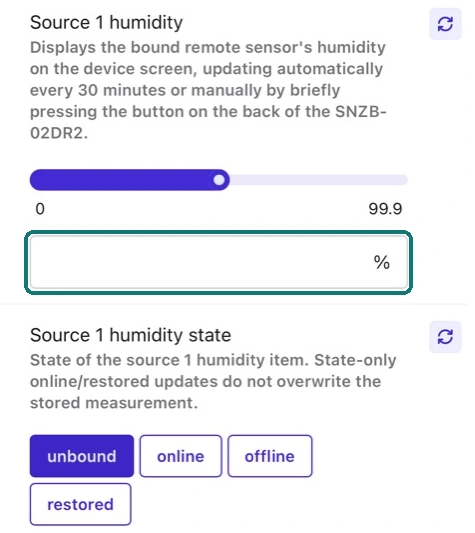 Source 1 humidity
Displays the bound remote sensor's humidity
on the device screen, updating automatically
every 30 minutes or manually by briefly
pressing the button on the back of the SNZB-
02DR2.
0 99.9
%
Source 1 humidity state
State of the source 1 humidity item. State-only
online/restored updates do not overwrite the
stored measurement.
unbound online offline
restored